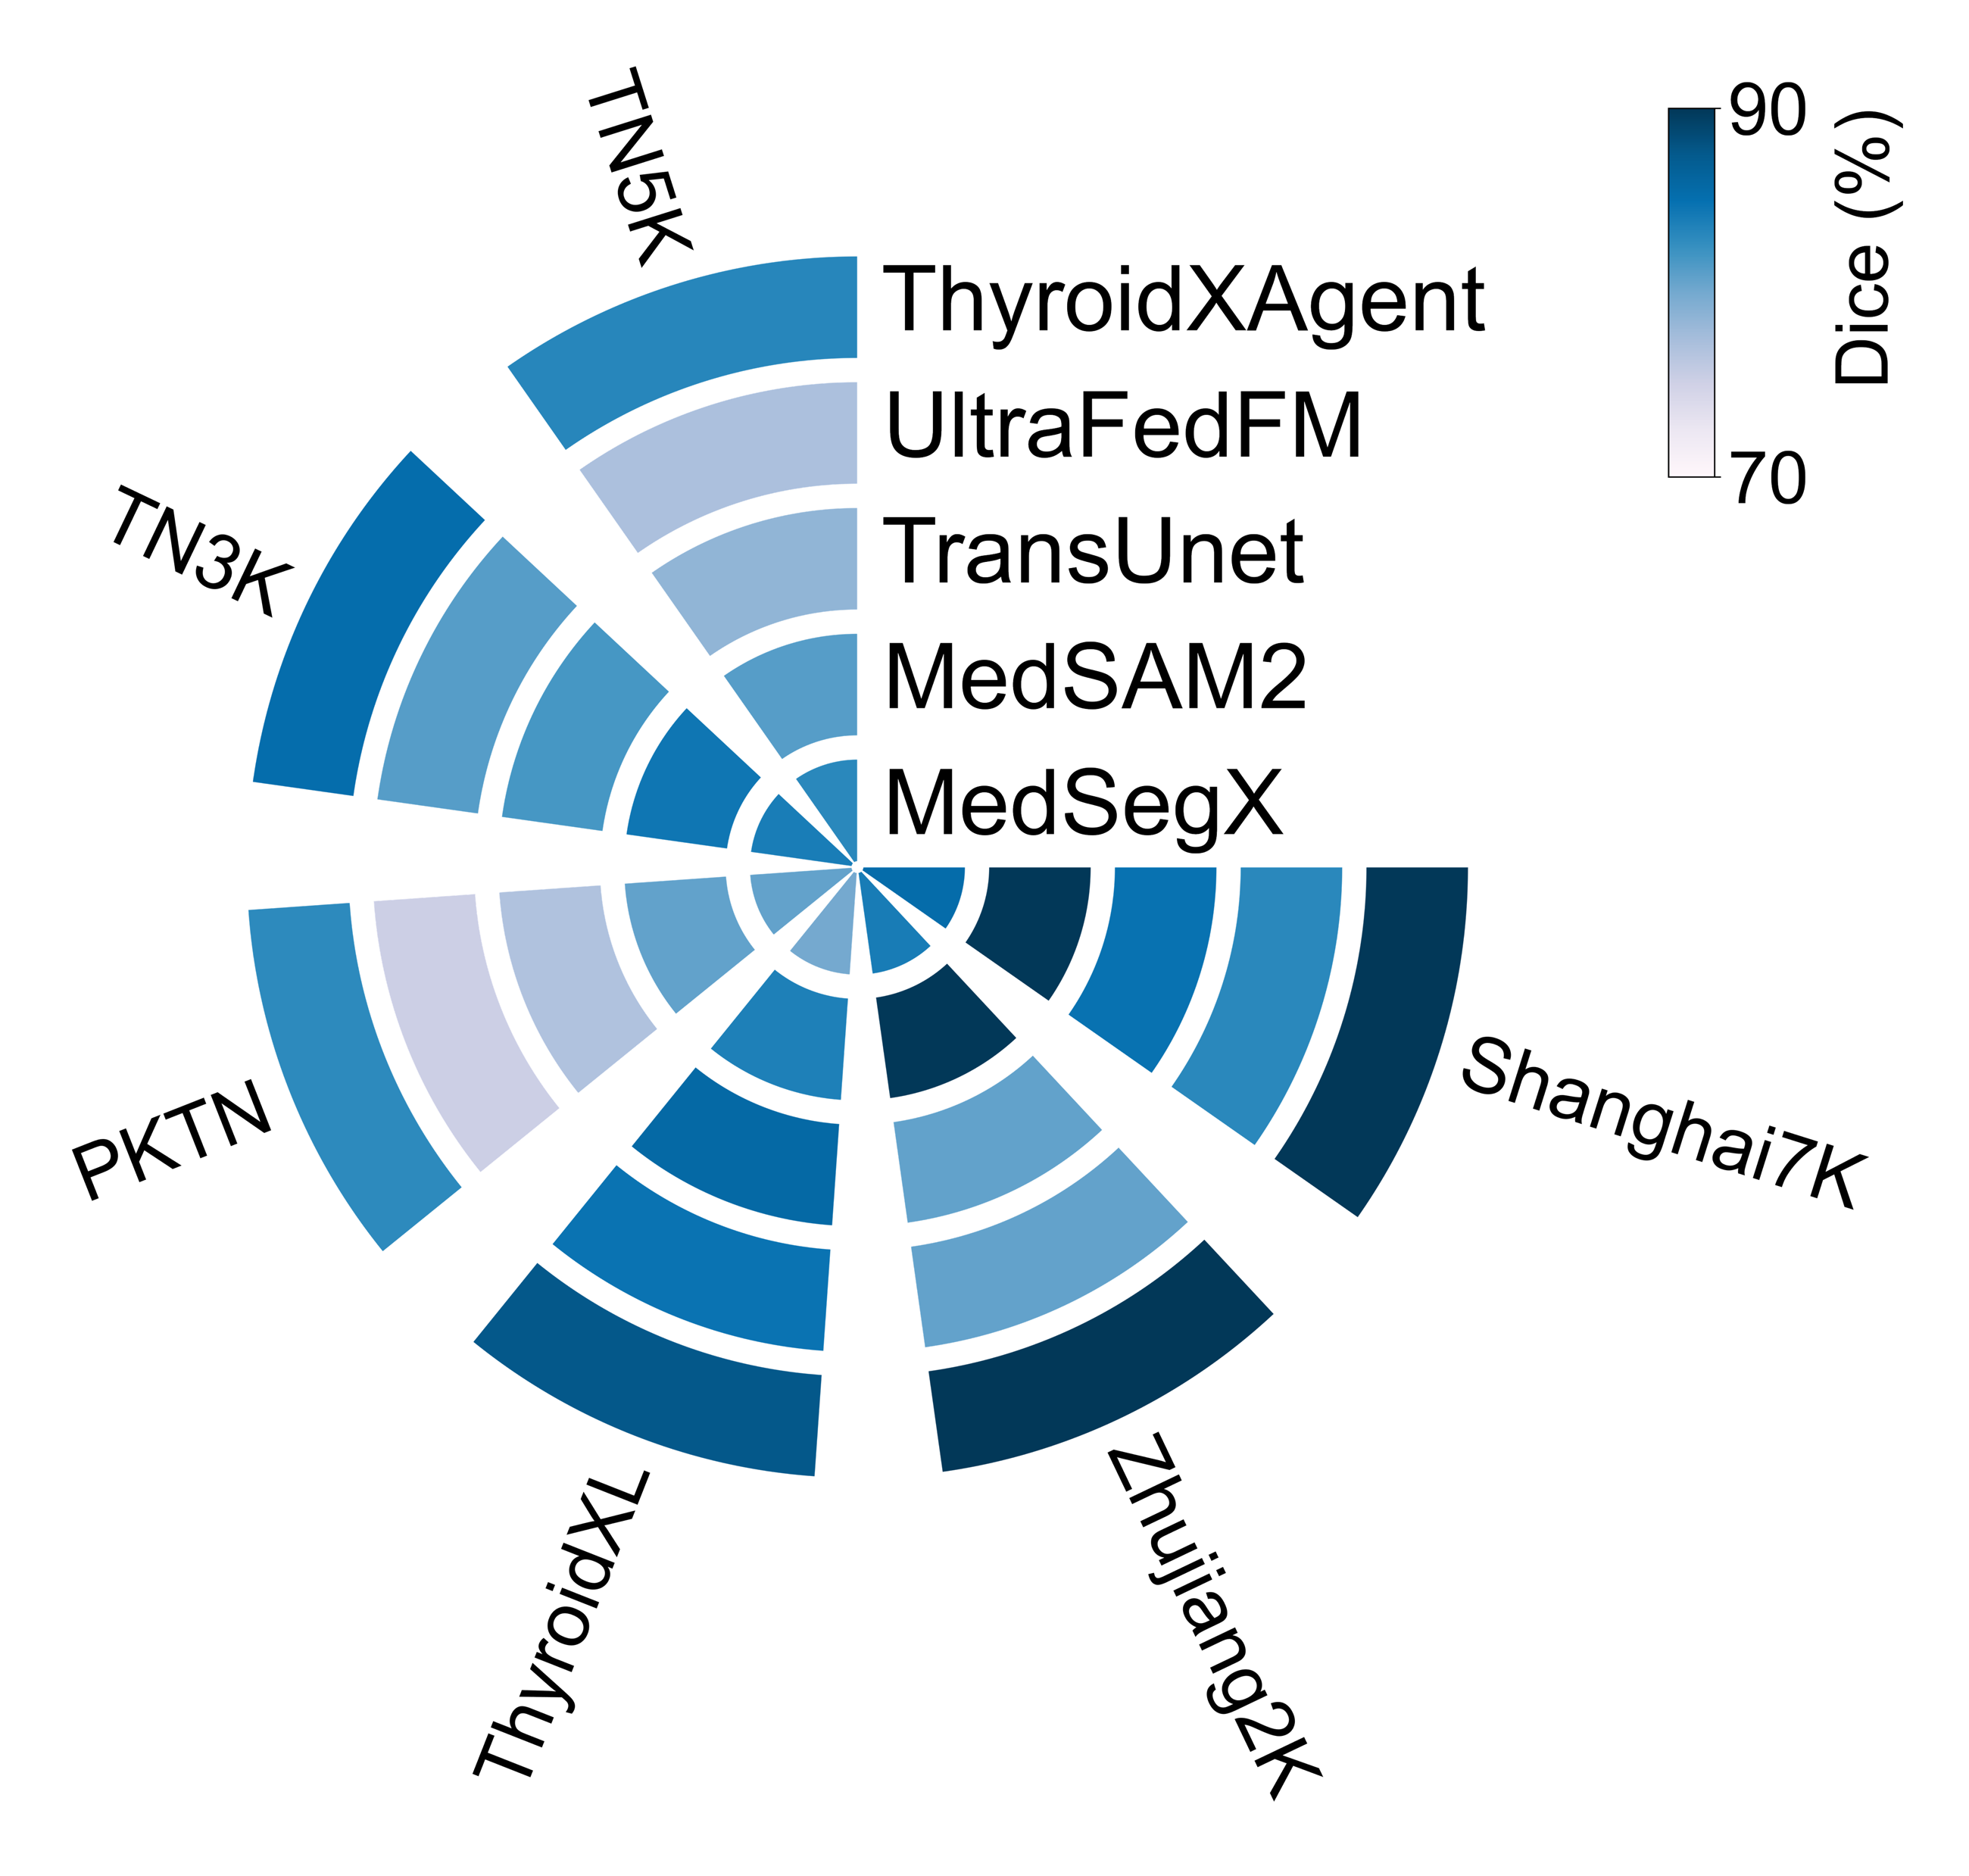 TN5K
90
Dice (%)
70
ThyroidXAgent
UltraFedFM
TransUnet
MedSAM2
MedSegX
TN3K
PKTN
ThyroidXL
Zhujiang2K
Shanghai7K